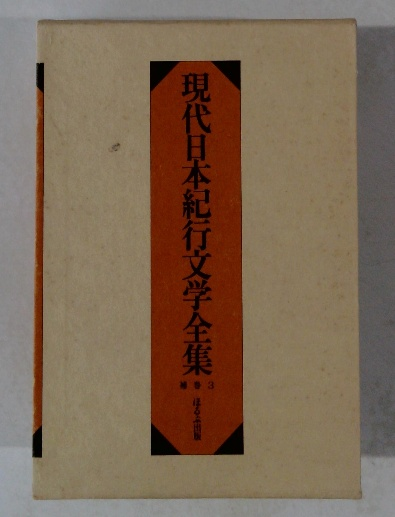 現代日本紀行文学全集
補巻3
ほるぷ出版